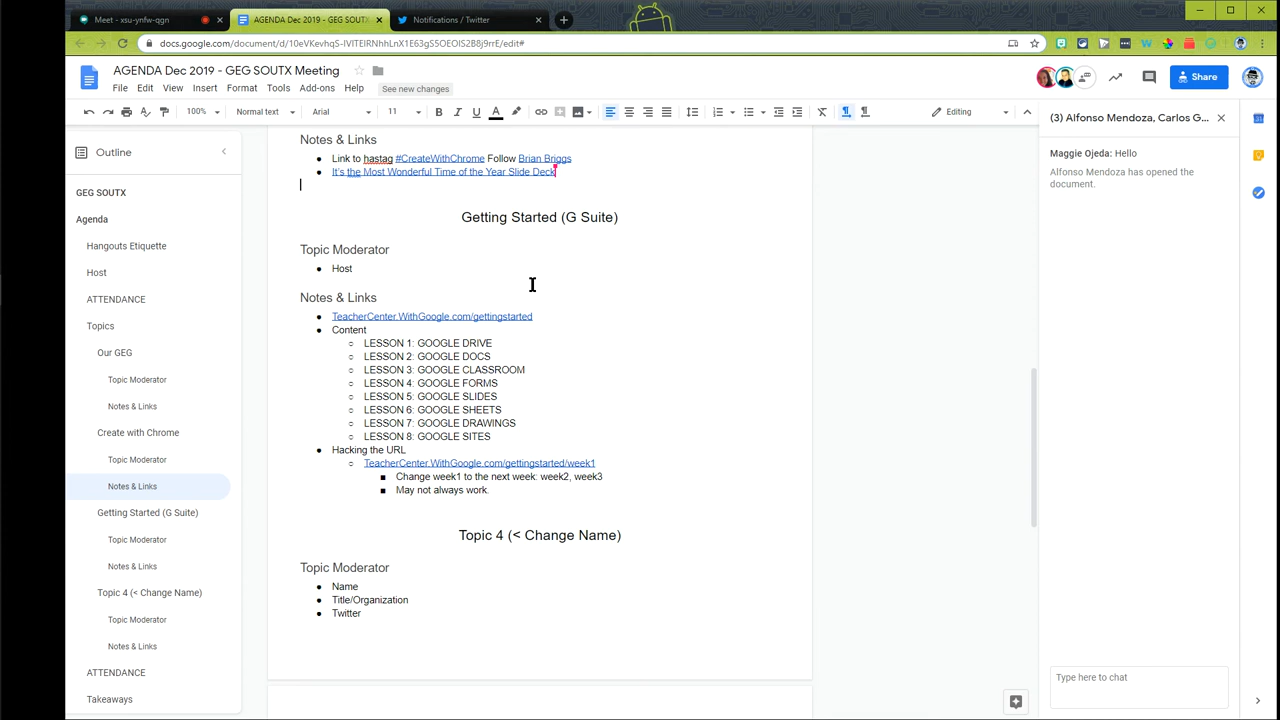 Meet - xsu-ynfw-qgn
AGENDA Dec 2019 - GEG SOUTX
Notifications / Twitter
docs.google.com/document/d/10eVKevhqS-IVITEIRNhhLnX1E63gS5OEOIS2B8j9rrE/edit#
AGENDA Dec 2019 - GEG SOUTX Meeting
File Edit View Insert Format Tools Add-ons Help See new changes
Share
100% Normal text Arial 11 Editing
Outline
GEG SOUTX
Agenda
Hangouts Etiquette
Host
ATTENDANCE
Topics
Our GEG
Topic Moderator
Notes & Links
Create with Chrome
Topic Moderator
Notes & Links
Getting Started (G Suite)
Topic Moderator
Notes & Links
Topic 4 (< Change Name)
Topic Moderator
Notes & Links
ATTENDANCE
Takeaways
Notes & Links
● Link to hastag #CreateWithChrome Follow Brian Briggs
● It's the Most Wonderful Time of the Year Slide Deck
Getting Started (G Suite)
Topic Moderator
● Host
Notes & Links
● TeacherCenter.WithGoogle.com/gettingstarted
● Content
○ LESSON 1: GOOGLE DRIVE
○ LESSON 2: GOOGLE DOCS
○ LESSON 3: GOOGLE CLASSROOM
○ LESSON 4: GOOGLE FORMS
○ LESSON 5: GOOGLE SLIDES
○ LESSON 6: GOOGLE SHEETS
○ LESSON 7: GOOGLE DRAWINGS
○ LESSON 8: GOOGLE SITES
● Hacking the URL
○ TeacherCenter.WithGoogle.com/gettingstarted/week1
■ Change week1 to the next week: week2, week3
■ May not always work.
Topic 4 (< Change Name)
Topic Moderator
● Name
● Title/Organization
● Twitter
(3) Alfonso Mendoza, Carlos G...
Maggie Ojeda: Hello
Alfonso Mendoza has opened the
document.
Type here to chat